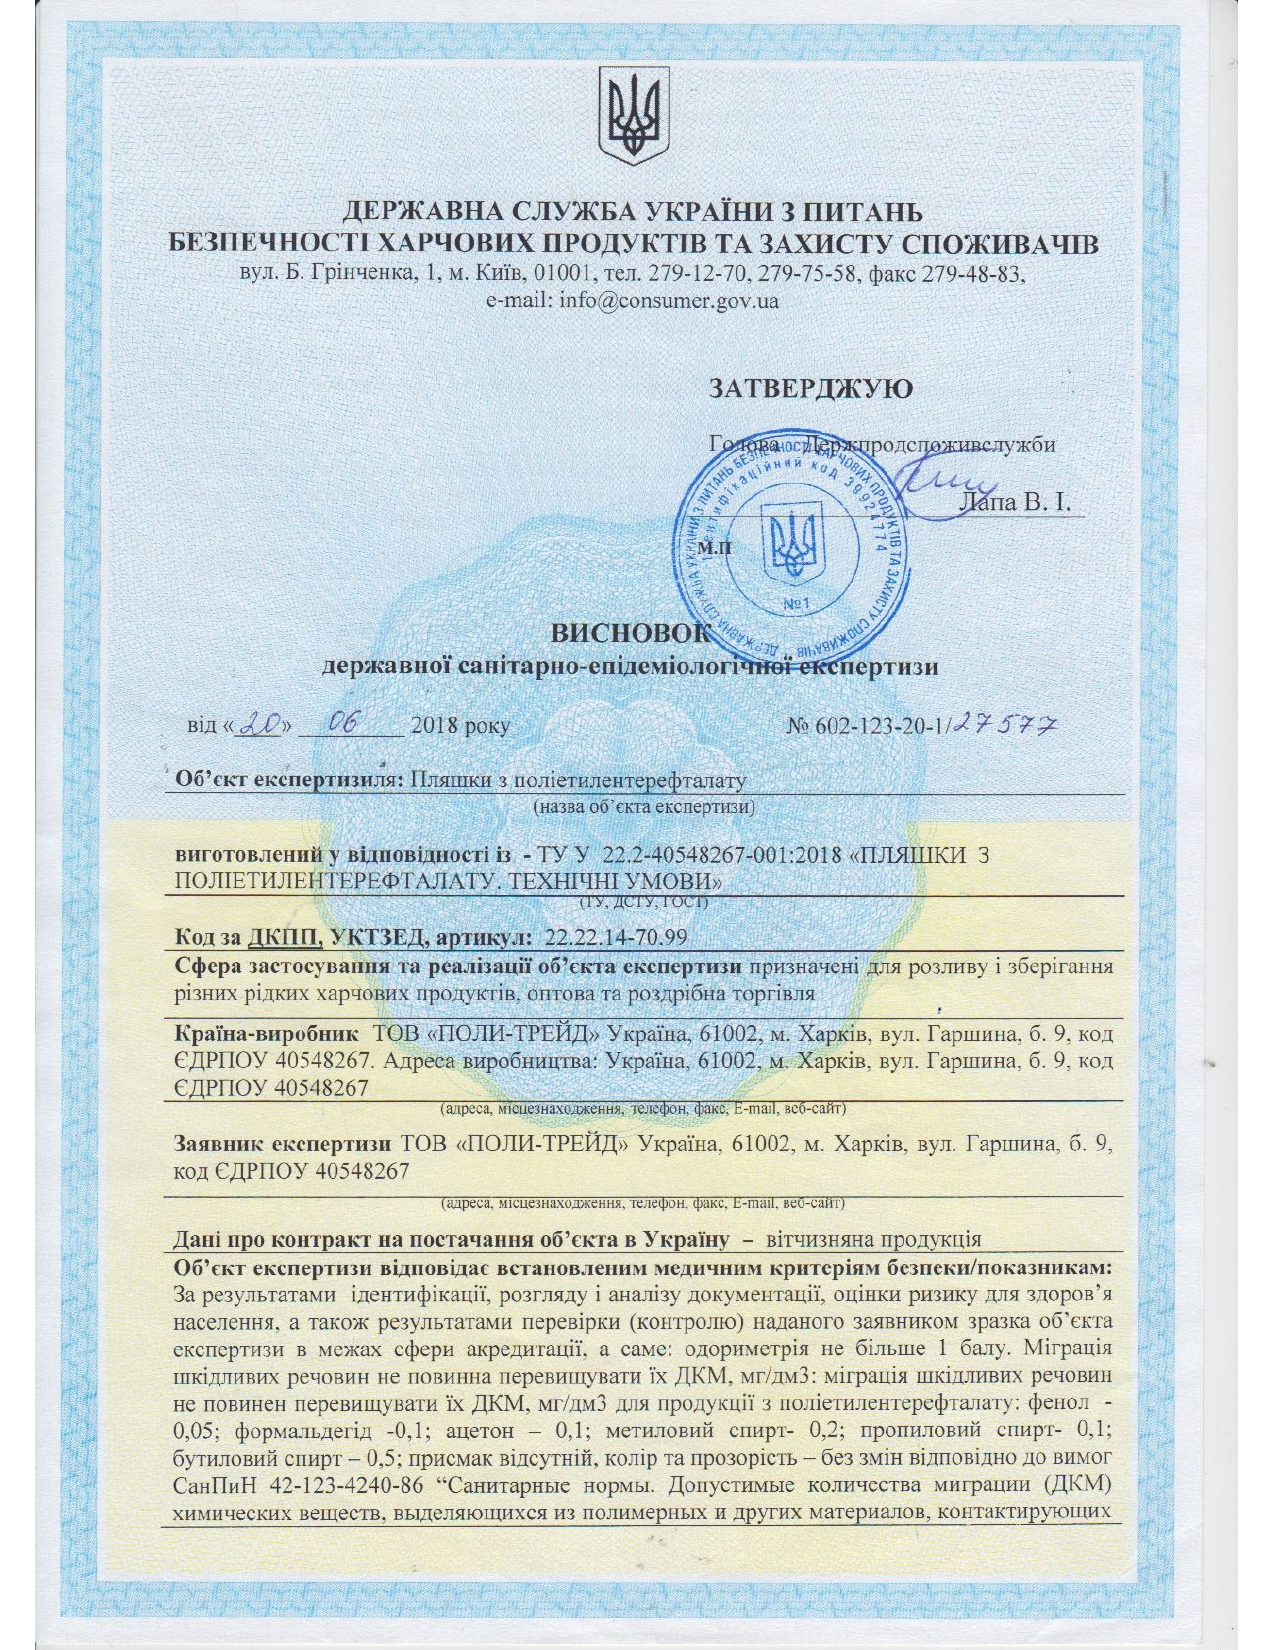 ДЕРЖАВНА СЛУЖБА УКРАЇНИ З ПИТАНЬ
БЕЗПЕЧНОСТІ ХАРЧОВИХ ПРОДУКТІВ ТА ЗАХИСТУ СПОЖИВАЧІВ
вул. Б. Грінченка, 1, м. Київ, 01001, тел. 279-12-70, 279-75-58, факс 279-48-83,
e-mail: info@consumer.gov.ua
ЗАТВЕРДЖУЮ
Голова Держпродспоживслужби
Лапа В. І.
М.П
ДЕРЖАВНА СЛУЖБА УКРАЇНИ З ПИТАНЬ БЕЗПЕЧНОСТІ ХАРЧОВИХ ПРОДУКТІВ ТА ЗАХИСТУ СПОЖИВАЧІВ
Ідентифікаційний код 39924774
№1
ВИСНОВОК
державної санітарно-епідеміологічної експертизи
від «20» 06 2018 року № 602-123-20-1/27577
Об’єкт експертизиля: Пляшки з поліетилентерефталату
(назва об’єкта експертизи)
виготовлений у відповідності із - ТУ У 22.2-40548267-001:2018 «ПЛЯШКИ З
ПОЛІЕТИЛЕНТЕРЕФТАЛАТУ. ТЕХНІЧНІ УМОВИ»
(ТУ, ДСТУ, ГОСТ)
Код за ДКПП, УКТЗЕД, артикул: 22.22.14-70.99
Сфера застосування та реалізації об’єкта експертизи призначені для розливу і зберігання
різних рідких харчових продуктів, оптова та роздрібна торгівля
Країна-виробник ТОВ «ПОЛИ-ТРЕЙД» Україна, 61002, м. Харків, вул. Гаршина, б. 9, код
ЄДРПОУ 40548267. Адреса виробництва: Україна, 61002, м. Харків, вул. Гаршина, б. 9, код
ЄДРПОУ 40548267
(адреса, місцезнаходження, телефон, факс, E-mail, веб-сайт)
Заявник експертизи ТОВ «ПОЛИ-ТРЕЙД» Україна, 61002, м. Харків, вул. Гаршина, б. 9,
код ЄДРПОУ 40548267
(адреса, місцезнаходження, телефон, факс, E-mail, веб-сайт)
Дані про контракт на постачання об’єкта в Україну – вітчизняна продукція
Об’єкт експертизи відповідає встановленим медичним критеріям безпеки/показникам:
За результатами ідентифікації, розгляду і аналізу документації, оцінки ризику для здоров’я
населення, а також результатами перевірки (контролю) наданого заявником зразка об’єкта
експертизи в межах сфери акредитації, а саме: одориметрія не більше 1 балу. Міграція
шкідливих речовин не повинна перевищувати їх ДКМ, мг/дм3: міграція шкідливих речовин
не повинен перевищувати їх ДКМ, мг/дм3 для продукції з поліетилентерефталату: фенол -
0,05; формальдегід -0,1; ацетон – 0,1; метиловий спирт- 0,2; пропиловий спирт- 0,1;
бутиловий спирт – 0,5; присмак відсутній, колір та прозорість – без змін відповідно до вимог
СанПиН 42-123-4240-86 “Санитарные нормы. Допустимые количества миграции (ДКМ)
химических веществ, выделяющихся из полимерных и других материалов, контактирующих